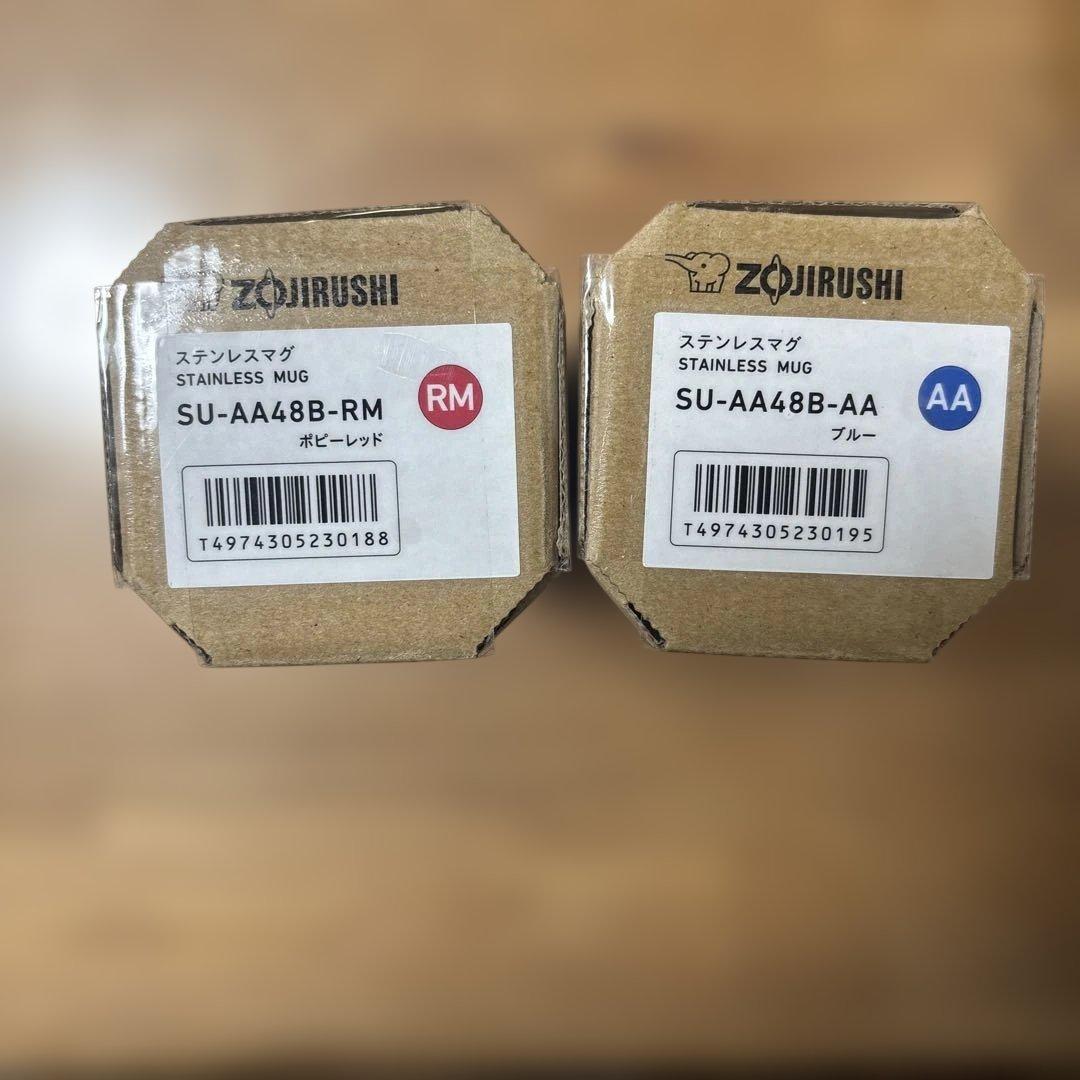 ZOJIRUSHI
ステンレスマグ
STAINLESS MUG
SU-AA48B-RM
RM
ポピーレッド
T4974305230188
ZOJIRUSHI
ステンレスマグ
STAINLESS MUG
SU-AA48B-AA
AA
ブルー
T4974305230195